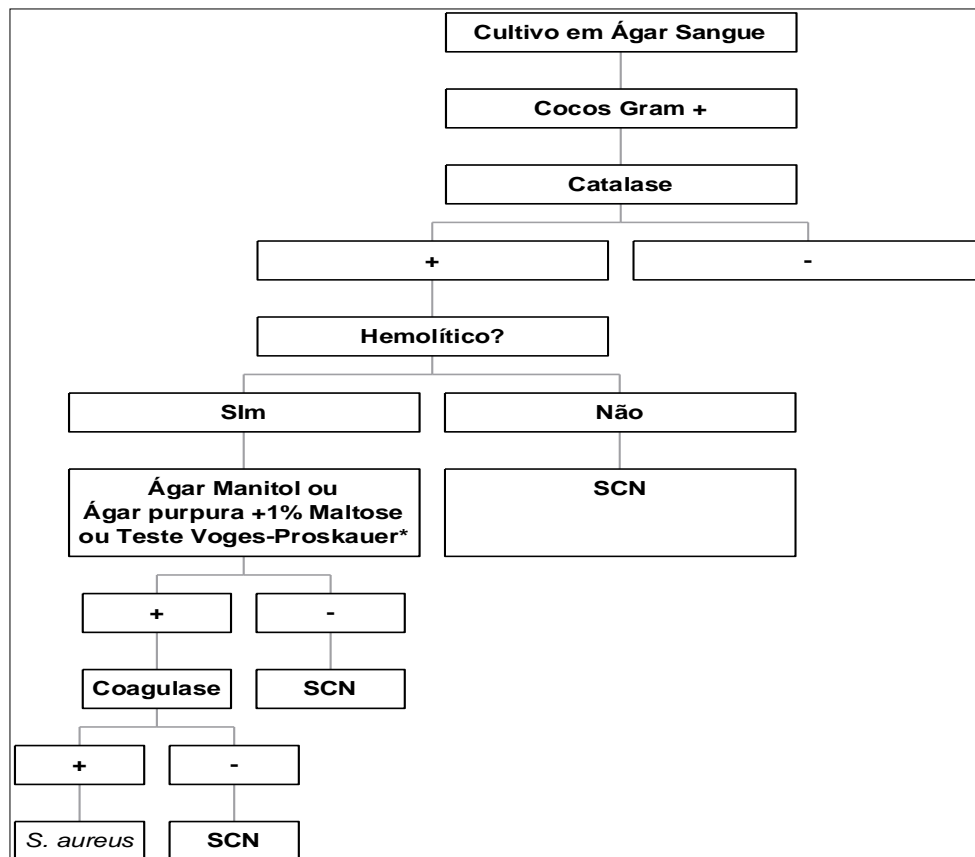 Cultivo em Ágar Sangue
Cocos Gram +
Catalase
+
-
Hemolítico?
SIm
Não
Ágar Manitol ou
Ágar purpura +1% Maltose
ou Teste Voges-Proskauer*
SCN
+
-
Coagulase
SCN
+
-
S. aureus
SCN